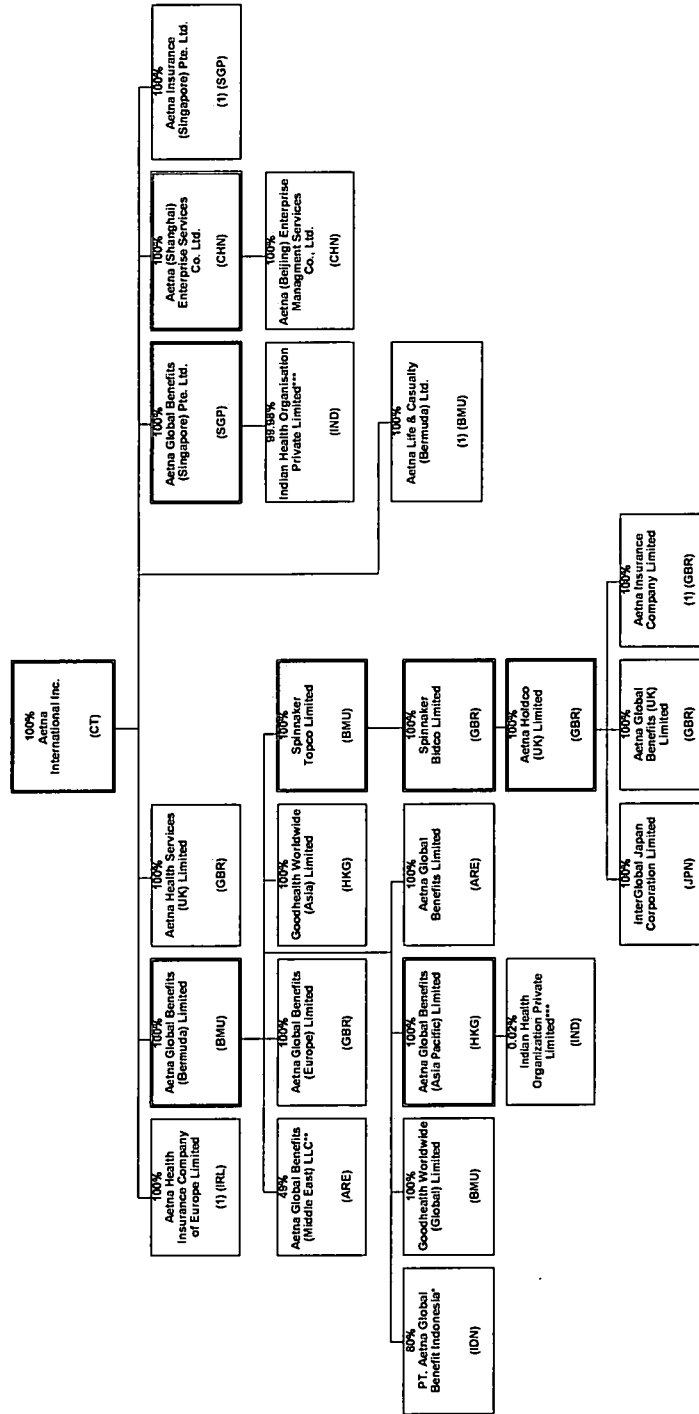 100%
Aetna
International Inc.
(CT)
100%
Aetna Health
Insurance Company
of Europe Limited
(1) (IRL)
100%
Aetna Global Benefits
(Bermuda) Limited
(BMU)
100%
Aetna Health Services
(UK) Limited
(GBR)
100%
Aetna Global Benefits
(Singapore) Pte. Ltd.
(SGP)
100%
Aetna (Shanghai)
Enterprise Services
Co. Ltd.
(CHN)
100%
Aetna Insurance
(Singapore) Pte. Ltd.
(1) (SGP)
49%
Aetna Global Benefits
(Middle East) LLC**
(ARE)
100%
Aetna Global Benefits
(Europe) Limited
(GBR)
100%
Goodhealth Worldwide
(Asia) Limited
(HKG)
100%
Spinnaker
Topco Limited
(BMU)
99.98%
Indian Health Organisation
Private Limited***
(IND)
100%
Aetna (Beijing) Enterprise
Managment Services
Co., Ltd.
(CHN)
80%
PT. Aetna Global
Benefit Indonesia*
(IDN)
100%
Goodhealth Worldwide
(Global) Limited
(BMU)
100%
Aetna Global Benefits
(Asia Pacific) Limited
(HKG)
100%
Aetna Global
Benefits Limited
(ARE)
100%
Spinnaker
Bidco Limited
(GBR)
100%
Aetna Life & Casualty
(Bermuda) Ltd.
(1) (BMU)
0.02%
Indian Health
Organization Private
Limited***
(IND)
100%
Aetna Holdco
(UK) Limited
(GBR)
100%
InterGlobal Japan
Corporation Limited
(JPN)
100%
Aetna Global
Benefits (UK)
Limited
(GBR)
100%
Aetna Insurance
Company Limited
(1) (GBR)